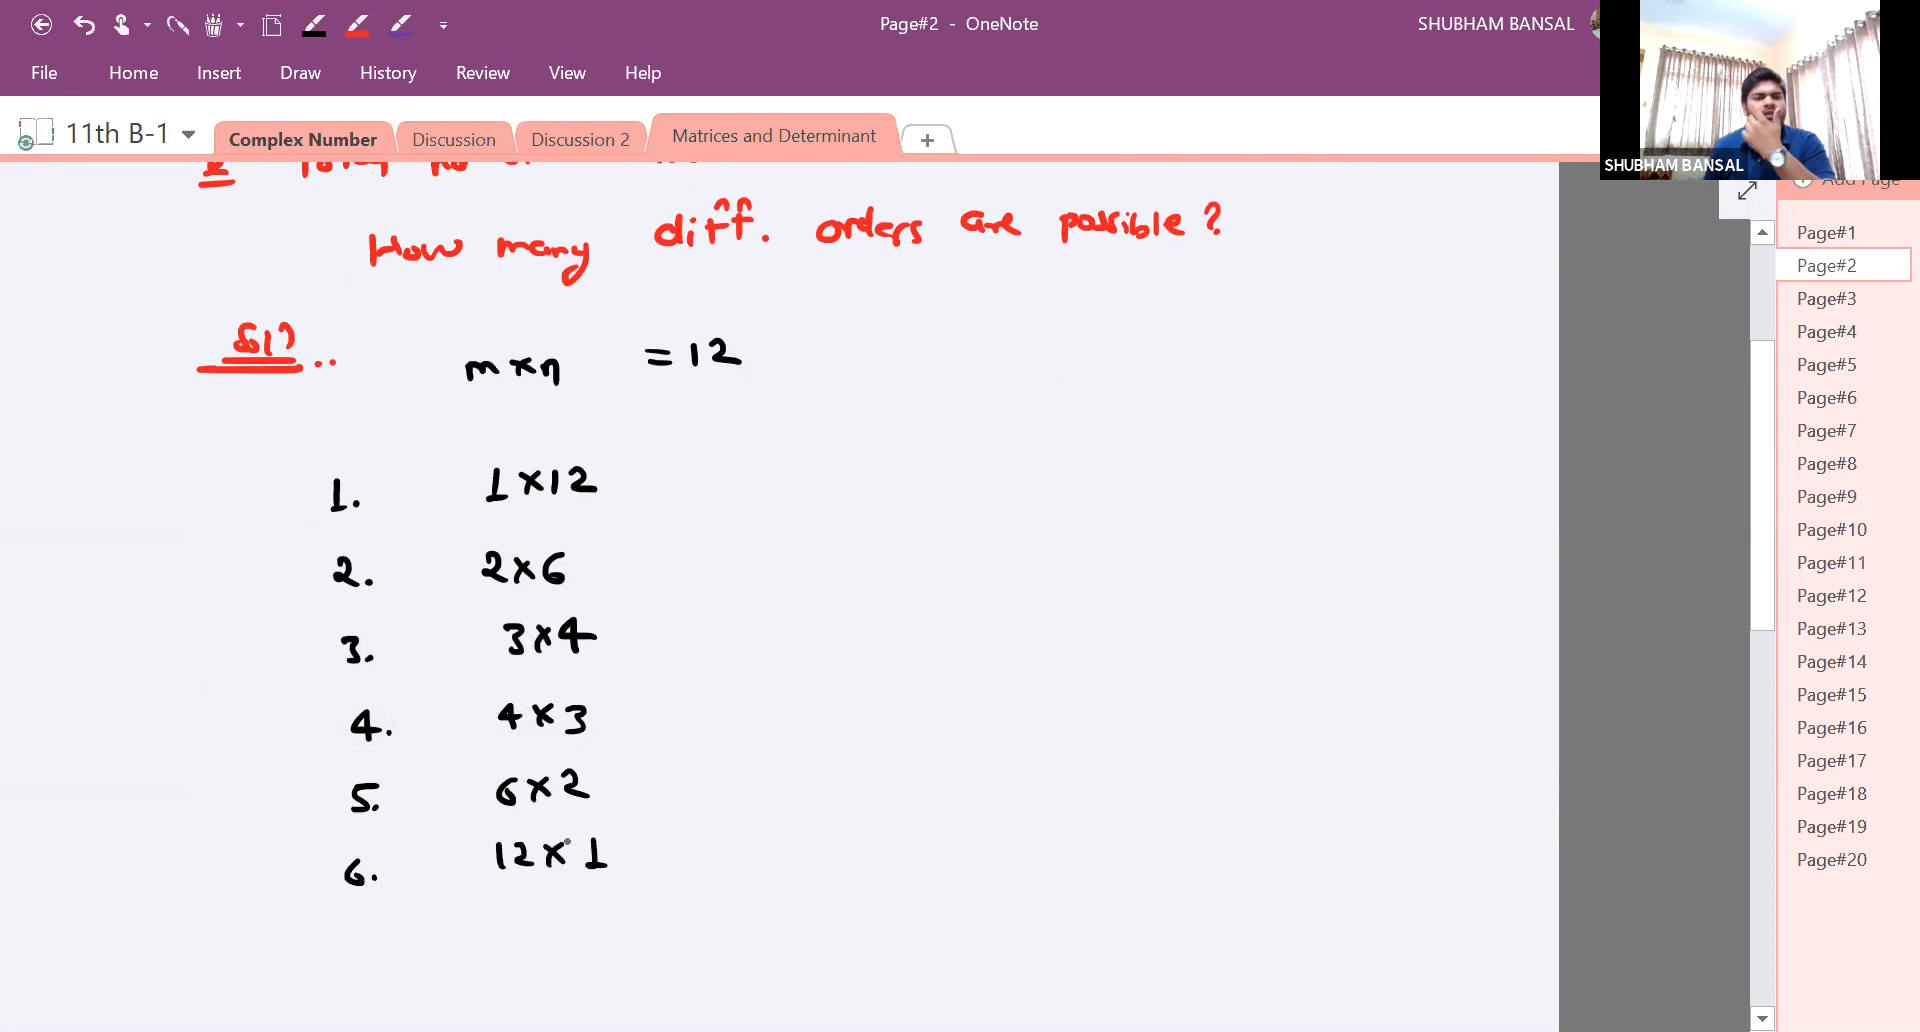 Page#2 - OneNote
SHUBHAM BANSAL
File Home Insert Draw History Review View Help
11th B-1
Complex Number
Discussion
Discussion 2
Matrices and Determinant
SHUBHAM BANSAL
Add Page
How many diff. orders are possible?
Sol?
m × n = 12
1. 1 × 12
2. 2 × 6
3. 3 × 4
4. 4 × 3
5. 6 × 2
6. 12 × 1
Page#1
Page#2
Page#3
Page#4
Page#5
Page#6
Page#7
Page#8
Page#9
Page#10
Page#11
Page#12
Page#13
Page#14
Page#15
Page#16
Page#17
Page#18
Page#19
Page#20